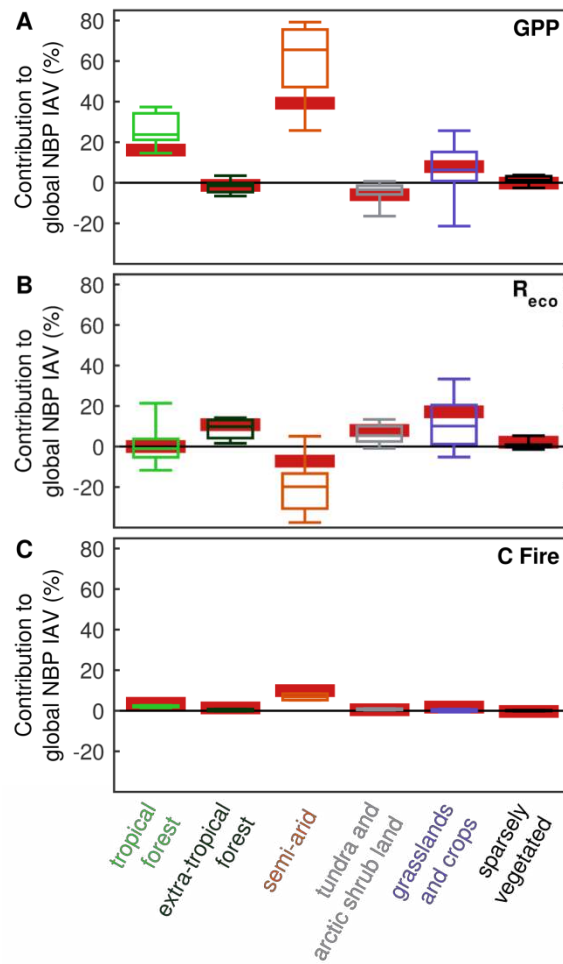 A
GPP
Contribution to
global NBP IAV (%)
80
60
40
20
0
-20
B
Reco
Contribution to
global NBP IAV (%)
80
60
40
20
0
-20
C
C Fire
Contribution to
global NBP IAV (%)
80
60
40
20
0
-20
tropical
forest
extra-tropical
forest
semi-arid
tundra and
arctic shrub land
grasslands
and crops
sparsely
vegetated